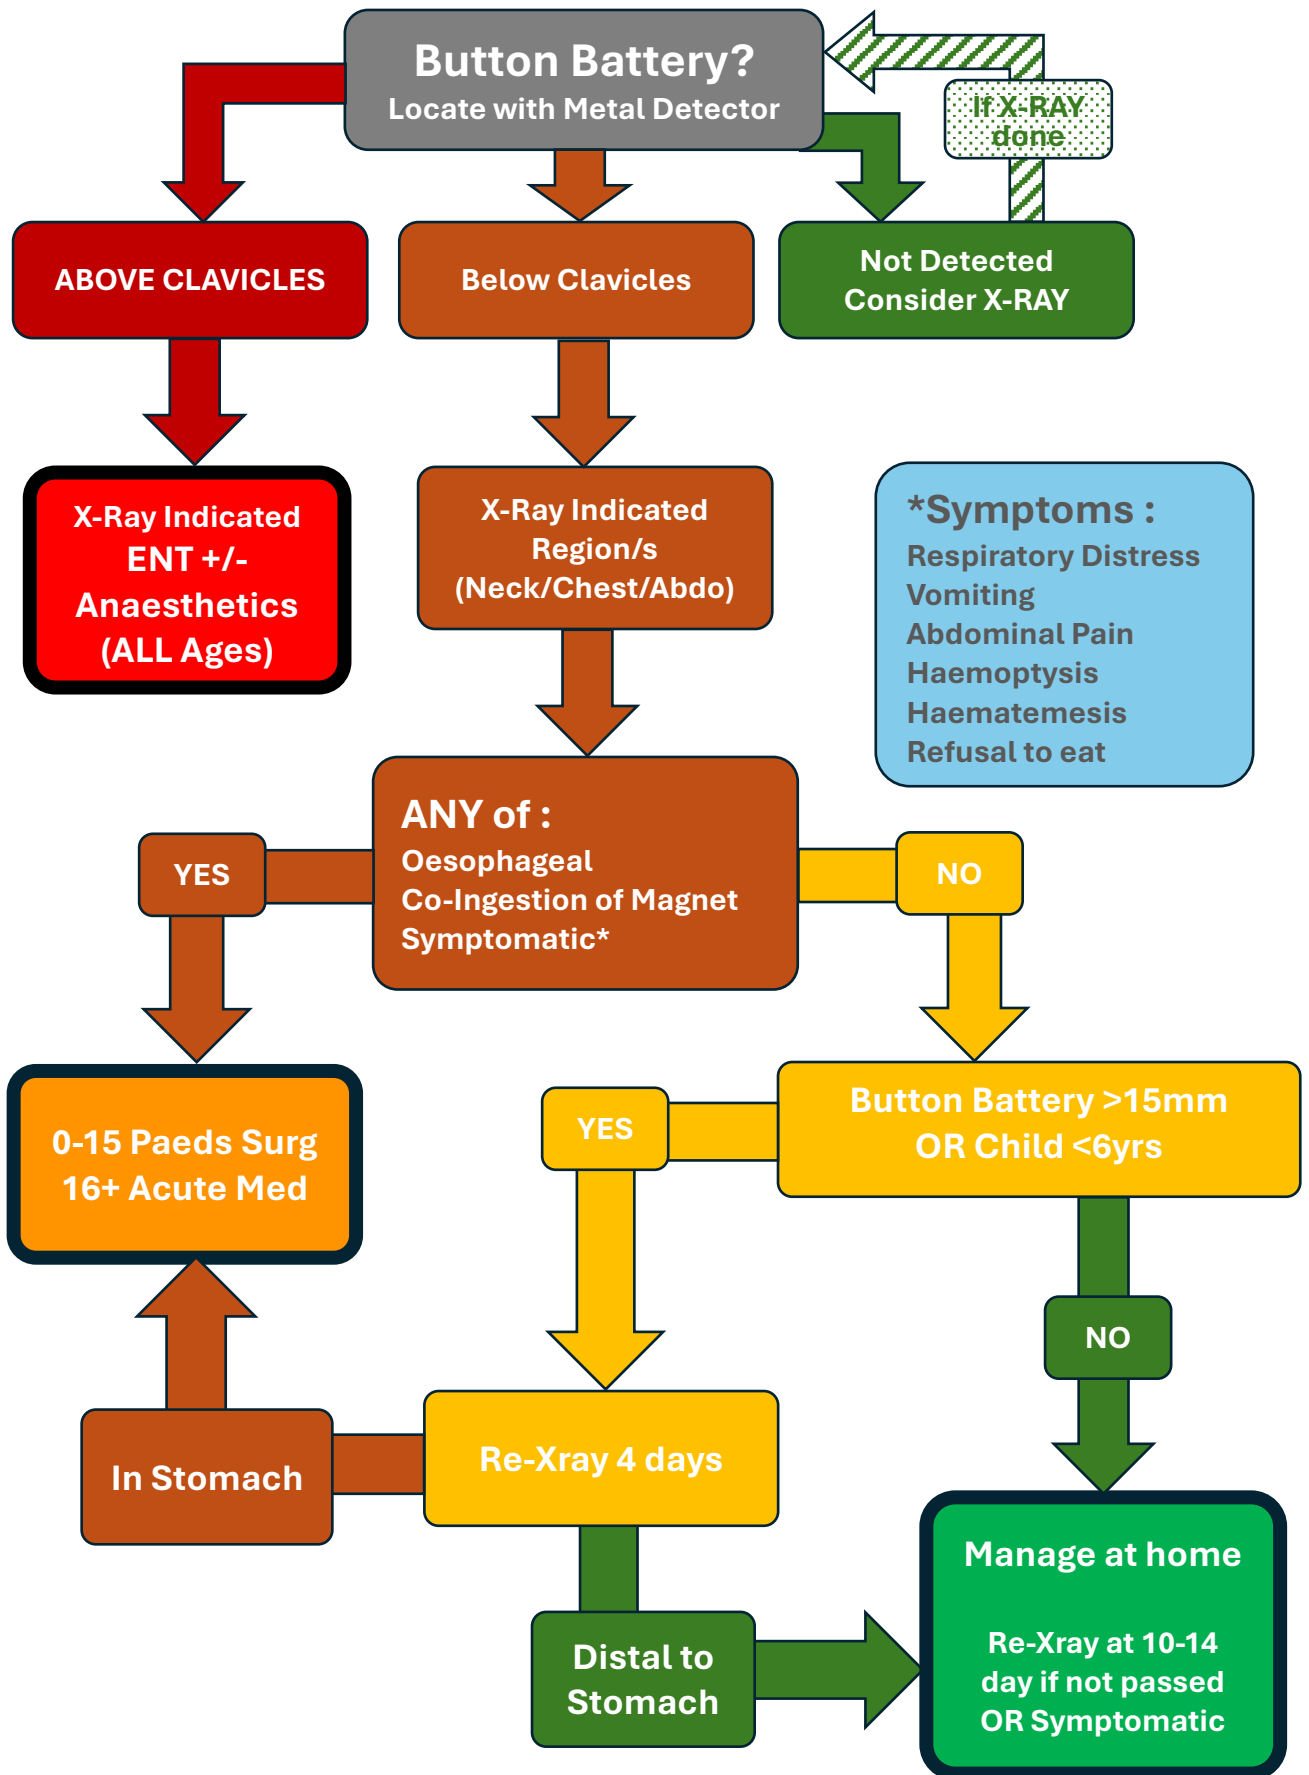 Button Battery?
Locate with Metal Detector
If X-RAY
done
ABOVE CLAVICLES
Below Clavicles
Not Detected
Consider X-RAY
X-Ray Indicated
ENT +/-
Anaesthetics
(ALL Ages)
X-Ray Indicated
Region/s
(Neck/Chest/Abdo)
*Symptoms :
Respiratory Distress
Vomiting
Abdominal Pain
Haemoptysis
Haematemesis
Refusal to eat
ANY of :
Oesophageal
Co-Ingestion of Magnet
Symptomatic*
YES
NO
0-15 Paeds Surg
16+ Acute Med
YES
Button Battery >15mm
OR Child <6yrs
NO
In Stomach
Re-Xray 4 days
Distal to
Stomach
Manage at home
Re-Xray at 10-14
day if not passed
OR Symptomatic